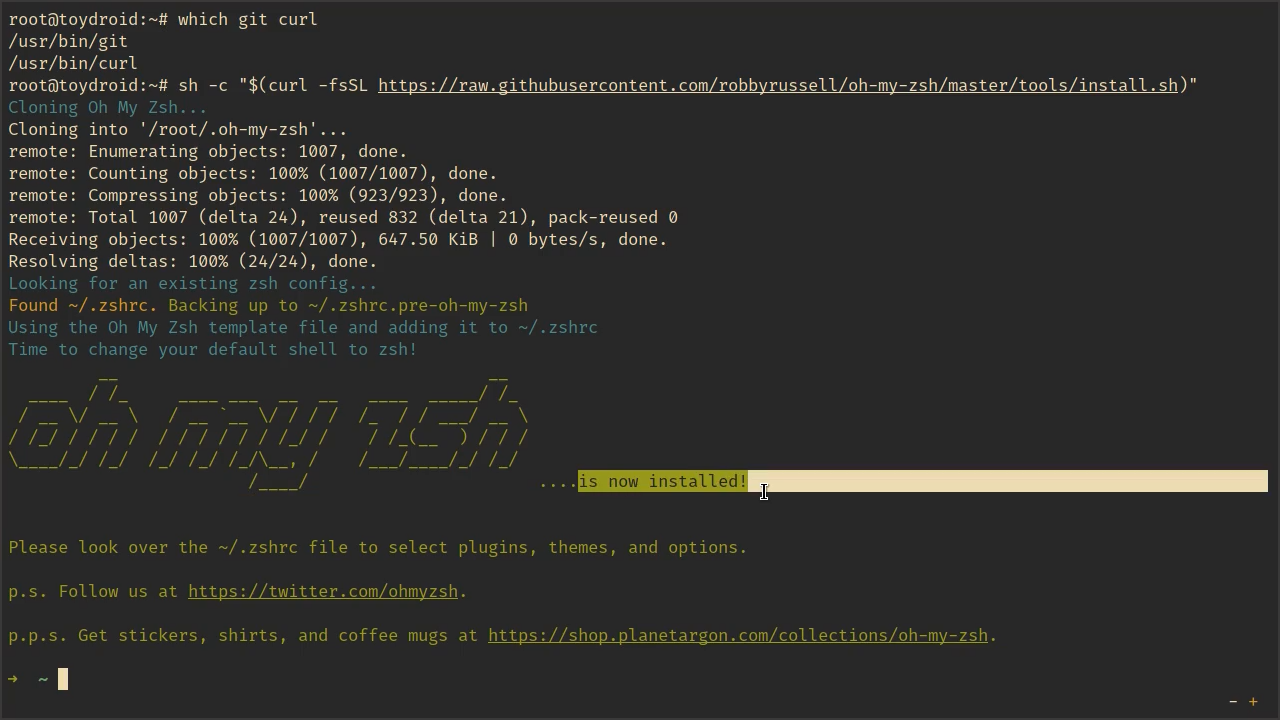 root@toydroid:~# which git curl
/usr/bin/git
/usr/bin/curl
root@toydroid:~# sh -c "$(curl -fsSL https://raw.githubusercontent.com/robbyrussell/oh-my-zsh/master/tools/install.sh)"
Cloning Oh My Zsh...
Cloning into '/root/.oh-my-zsh'...
remote: Enumerating objects: 1007, done.
remote: Counting objects: 100% (1007/1007), done.
remote: Compressing objects: 100% (923/923), done.
remote: Total 1007 (delta 24), reused 832 (delta 21), pack-reused 0
Receiving objects: 100% (1007/1007), 647.50 KiB | 0 bytes/s, done.
Resolving deltas: 100% (24/24), done.
Looking for an existing zsh config...
Found ~/.zshrc. Backing up to ~/.zshrc.pre-oh-my-zsh
Using the Oh My Zsh template file and adding it to ~/.zshrc
Time to change your default shell to zsh!
oh my zsh
....is now installed!
Please look over the ~/.zshrc file to select plugins, themes, and options.
p.s. Follow us at https://twitter.com/ohmyzsh.
p.p.s. Get stickers, shirts, and coffee mugs at https://shop.planetargon.com/collections/oh-my-zsh.
➜ ~
- +